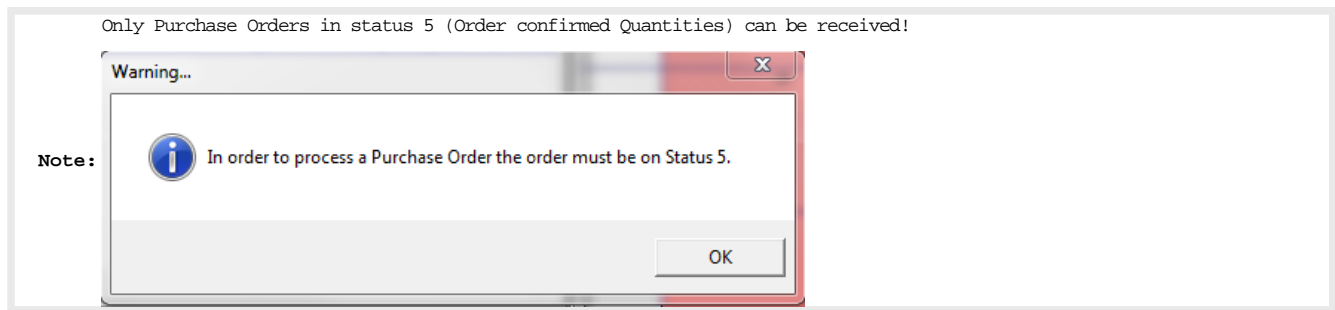 Only Purchase Orders in status 5 (Order confirmed Quantities) can be received!
Warning...
Note:
In order to process a Purchase Order the order must be on Status 5.
OK